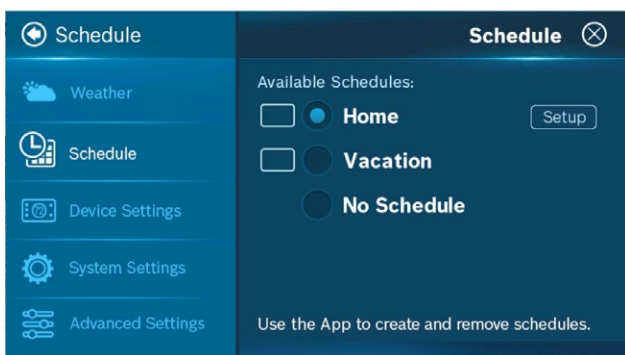 Schedule
Weather
Schedule
Device Settings
System Settings
Advanced Settings
Schedule
Available Schedules:
Home
Setup
Vacation
No Schedule
Use the App to create and remove schedules.